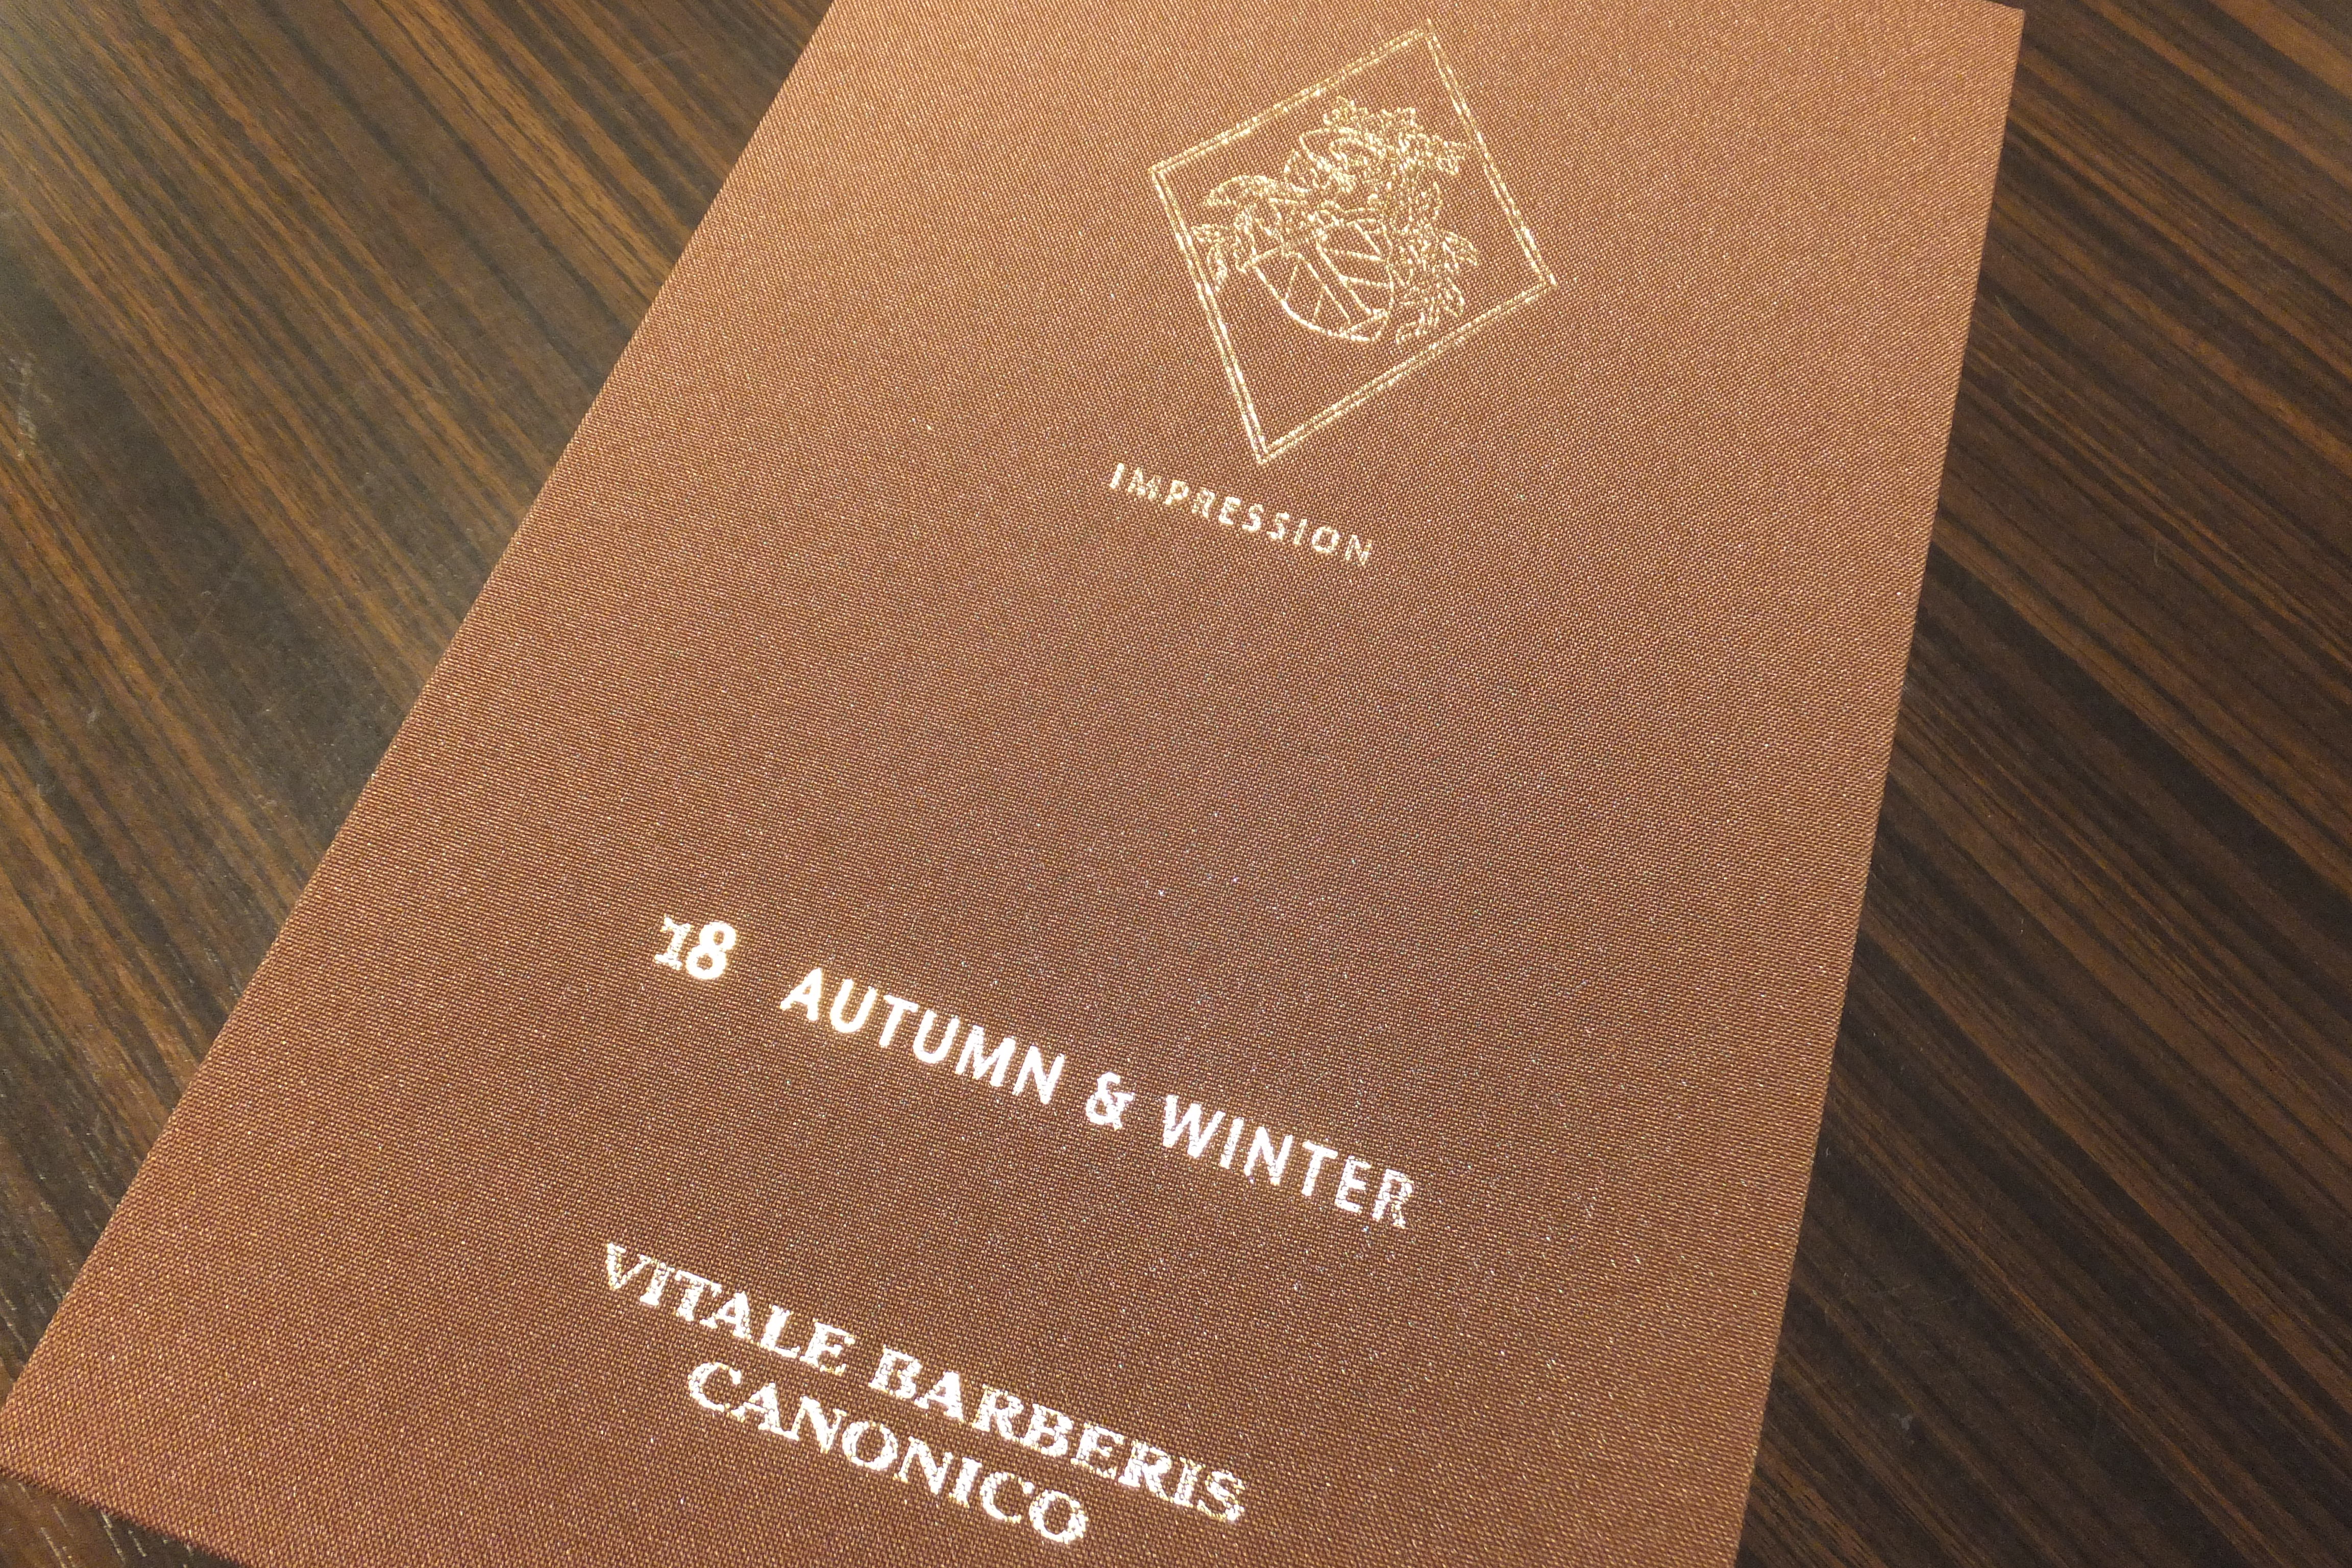 IMPRESSION
18 AUTUMN & WINTER
VITALE BARBERIS
CANONICO